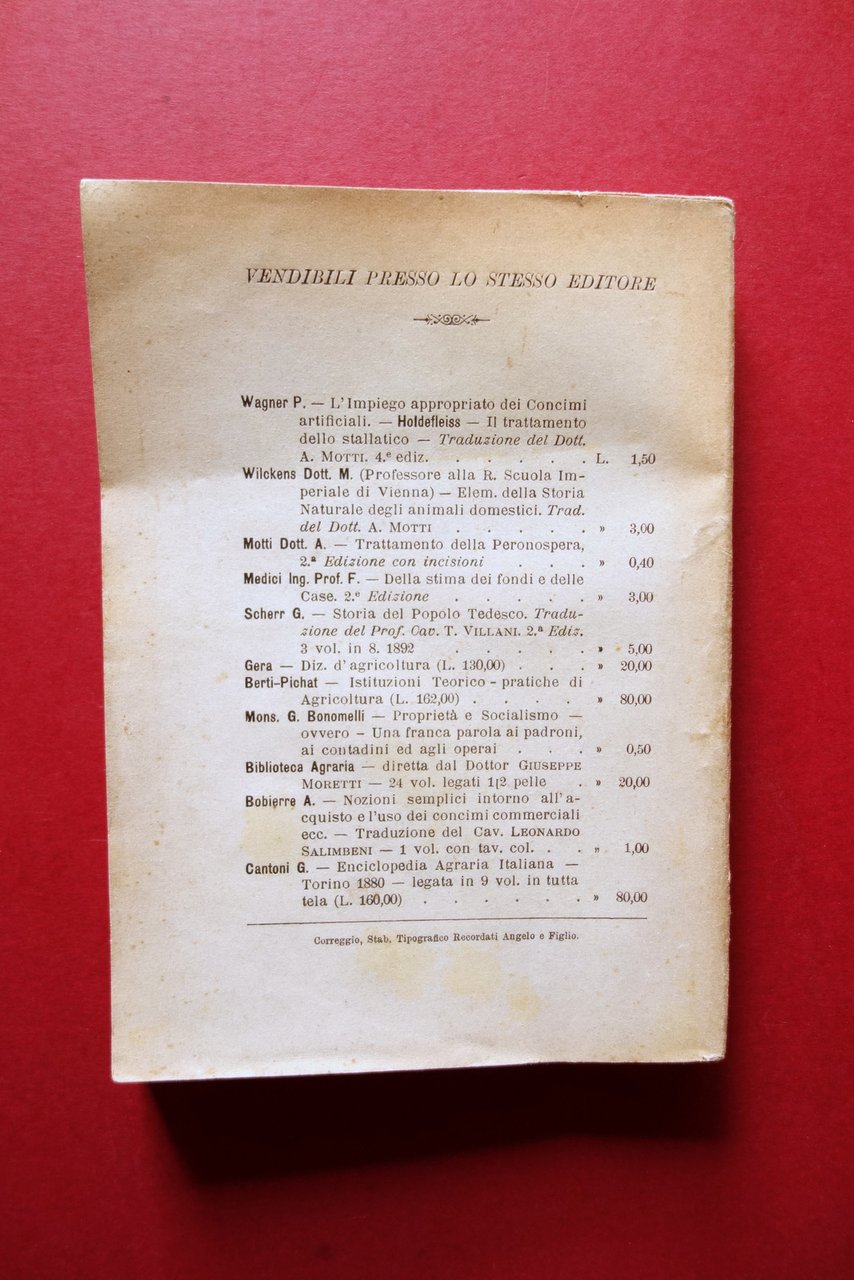 VENDIBILI PRESSO LO STESSO EDITORE
Wagner P. — L'Impiego appropriato dei Concimi
artificiali. — Holdefleiss — Il trattamento
dello stallatico — Traduzione del Dott.
A. MOTTI. 4.ª ediz. . . . . . L. 1,50
Wilckens Dott. M. (Professore alla R. Scuola Im-
periale di Vienna) — Elem. della Storia
Naturale degli animali domestici. Trad.
del Dott. A. MOTTI . . . . . » 3,00
Motti Dott. A. — Trattamento della Peronospera,
2.ª Edizione con incisioni . . . » 0,40
Medici Ing. Prof. F. — Della stima dei fondi e delle
Case. 2.ª Edizione . . . . . » 3,00
Scherr G. — Storia del Popolo Tedesco. Tradu-
zione del Prof. Cav. T. VILLANI. 2.ª Ediz.
3 vol. in 8. 1892 . . . . . » 5,00
Gera — Diz. d'agricoltura (L. 130,00) . . . » 20,00
Berti-Pichat — Istituzioni Teorico - pratiche di
Agricoltura (L. 162,00) . . . . » 80,00
Mons. G. Bonomelli — Proprietà e Socialismo —
ovvero - Una franca parola ai padroni,
ai contadini ed agli operai . . . » 0,50
Biblioteca Agraria — diretta dal Dottor GIUSEPPE
MORETTI — 24 vol. legati 1|2 pelle . » 20,00
Bobierre A. — Nozioni semplici intorno all'a-
cquisto e l'uso dei concimi commerciali
ecc. — Traduzione del Cav. LEONARDO
SALIMBENI — 1 vol. con tav. col. . . » 1,00
Cantoni G. — Enciclopedia Agraria Italiana —
Torino 1880 — legata in 9 vol. in tutta
tela (L. 160,00) . . . . . . » 80,00
Correggio, Stab. Tipografico Recordati Angelo e Figlio.